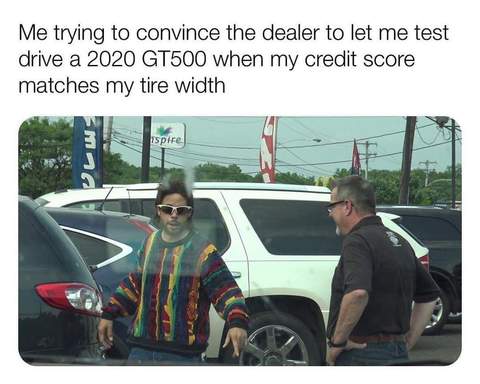 Me trying to convince the dealer to let me test
drive a 2020 GT500 when my credit score
matches my tire width
spire